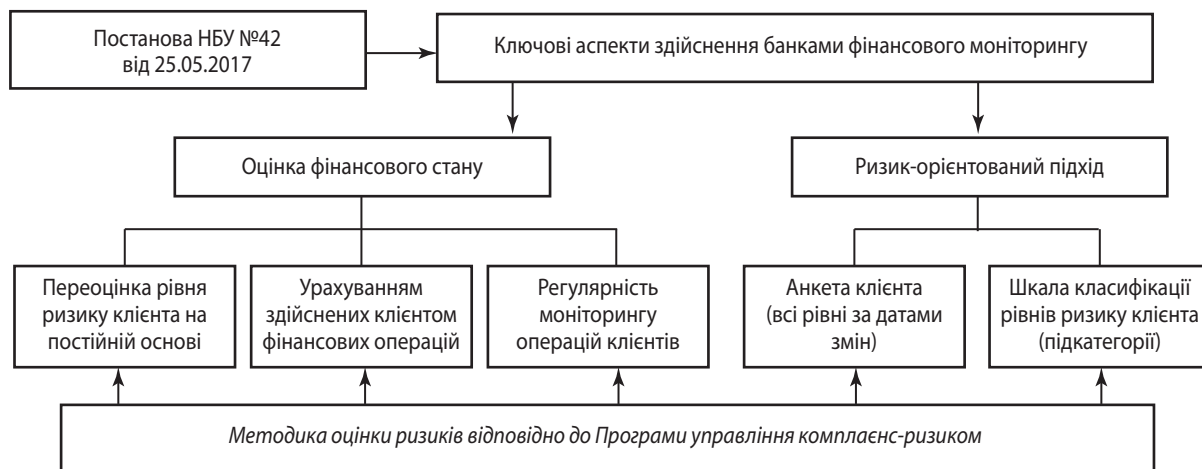 Постанова НБУ №42
від 25.05.2017
Ключові аспекти здійснення банками фінансового моніторингу
Оцінка фінансового стану
Ризик-орієнтований підхід
Переоцінка рівня
ризику клієнта на
постійній основі
Урахуванням
здійснених клієнтом
фінансових операцій
Регулярність
моніторингу
операцій клієнтів
Анкета клієнта
(всі рівні за датами
змін)
Шкала класифікації
рівнів ризику клієнта
(підкатегорії)
Методика оцінки ризиків відповідно до Програми управління комплаєнс-ризиком